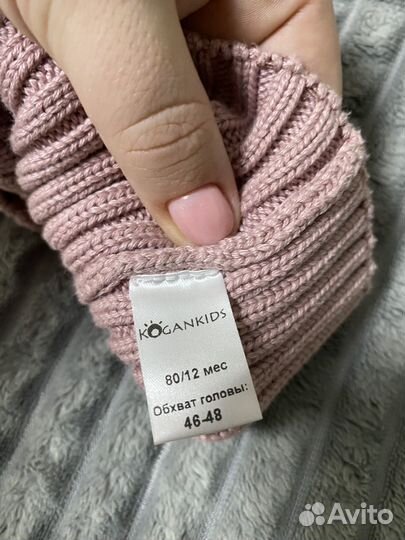 KOGANKIDS
80/12 мес
Обхват головы:
46-48
Avito